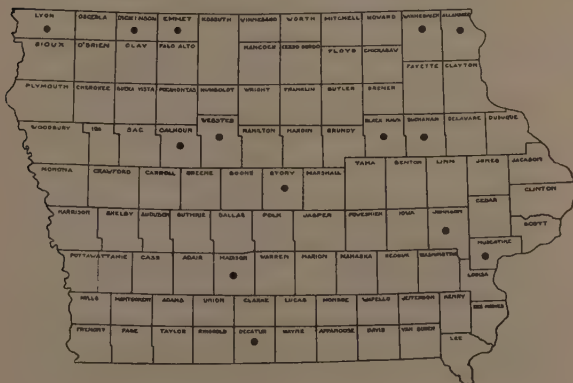 LYON OSCEOLA DICKINSON EMMET KOSSUTH WINNEBAGO WORTH MITCHELL HOWARD WINNESHIEK ALLAMAKEE
SIOUX O'BRIEN CLAY PALO ALTO HANCOCK CERRO GORDO FLOYD CHICKASAW
FAYETTE CLAYTON
PLYMOUTH CHEROKEE BUENA VISTA POCAHONTAS HUMBOLDT WRIGHT FRANKLIN BUTLER BREMER
WOODBURY IDA SAC CALHOUN WEBSTER HAMILTON HARDIN GRUNDY BLACK HAWK BUCHANAN DELAWARE DUBUQUE
MONONA CRAWFORD CARROLL GREENE BOONE STORY MARSHALL TAMA BENTON LINN JONES JACKSON
CLINTON
CEDAR
HARRISON SHELBY AUDUBON GUTHRIE DALLAS POLK JASPER POWESHIEK IOWA JOHNSON SCOTT
MUSCATINE
POTTAWATTAMIE CASS ADAIR MADISON WARREN MARION MAHASKA KEOKUK WASHINGTON
LOUISA
MILLS MONTGOMERY ADAMS UNION CLARKE LUCAS MONROE WAPELLO JEFFERSON HENRY
DES MOINES
FREMONT PAGE TAYLOR RINGGOLD DECATUR WAYNE APPANOOSE DAVIS VAN BUREN
LEE